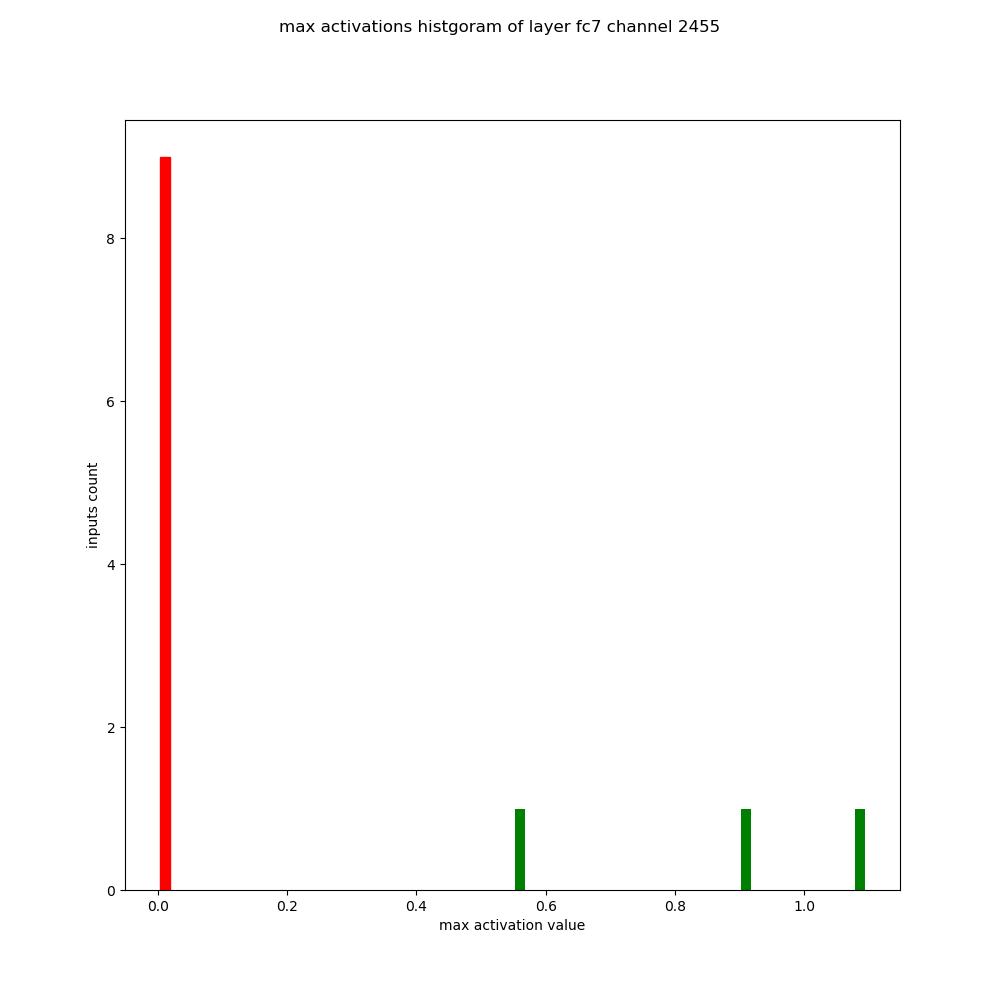 max activations histgoram of layer fc7 channel 2455
8
6
4
2
0
inputs count
0.0 0.2 0.4 0.6 0.8 1.0
max activation value